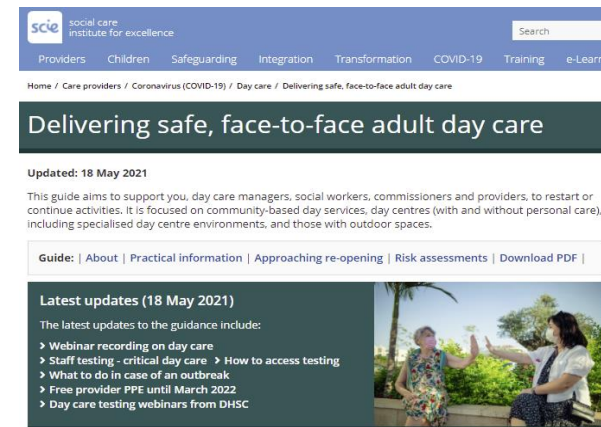 scie social care
institute for excellence
Search
Providers Children Safeguarding Integration Transformation COVID-19 Training e-Learn
Home / Care providers / Coronavirus (COVID-19) / Day care / Delivering safe, face-to-face adult day care
Delivering safe, face-to-face adult day care
Updated: 18 May 2021
This guide aims to support you, day care managers, social workers, commissioners and providers, to restart or
continue activities. It is focused on community-based day services, day centres (with and without personal care),
including specialised day centre environments, and those with outdoor spaces.
Guide: | About | Practical information | Approaching re-opening | Risk assessments | Download PDF |
Latest updates (18 May 2021)
The latest updates to the guidance include:
> Webinar recording on day care
> Staff testing - critical day care > How to access testing
> What to do in case of an outbreak
> Free provider PPE until March 2022
> Day care testing webinars from DHSC